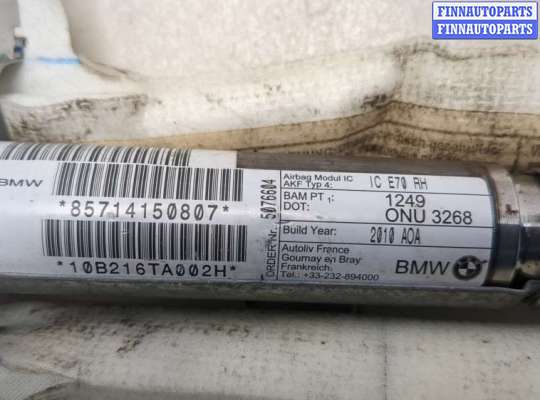 FINNAUTOPARTS
FINNAUTOPARTS
BMW
*85714150807*
*10B216TA002H*
ORDER Nr. 5076604
Airbag Modul IC
AKF Typ 4: IC E70 RH
BAM PT 1: 1249
DOT: ONU 3268
Build Year: 2010 AOA
Autoliv France
Gournay en Bray
Frankreich
Tel.: +33-232-894000
BMW